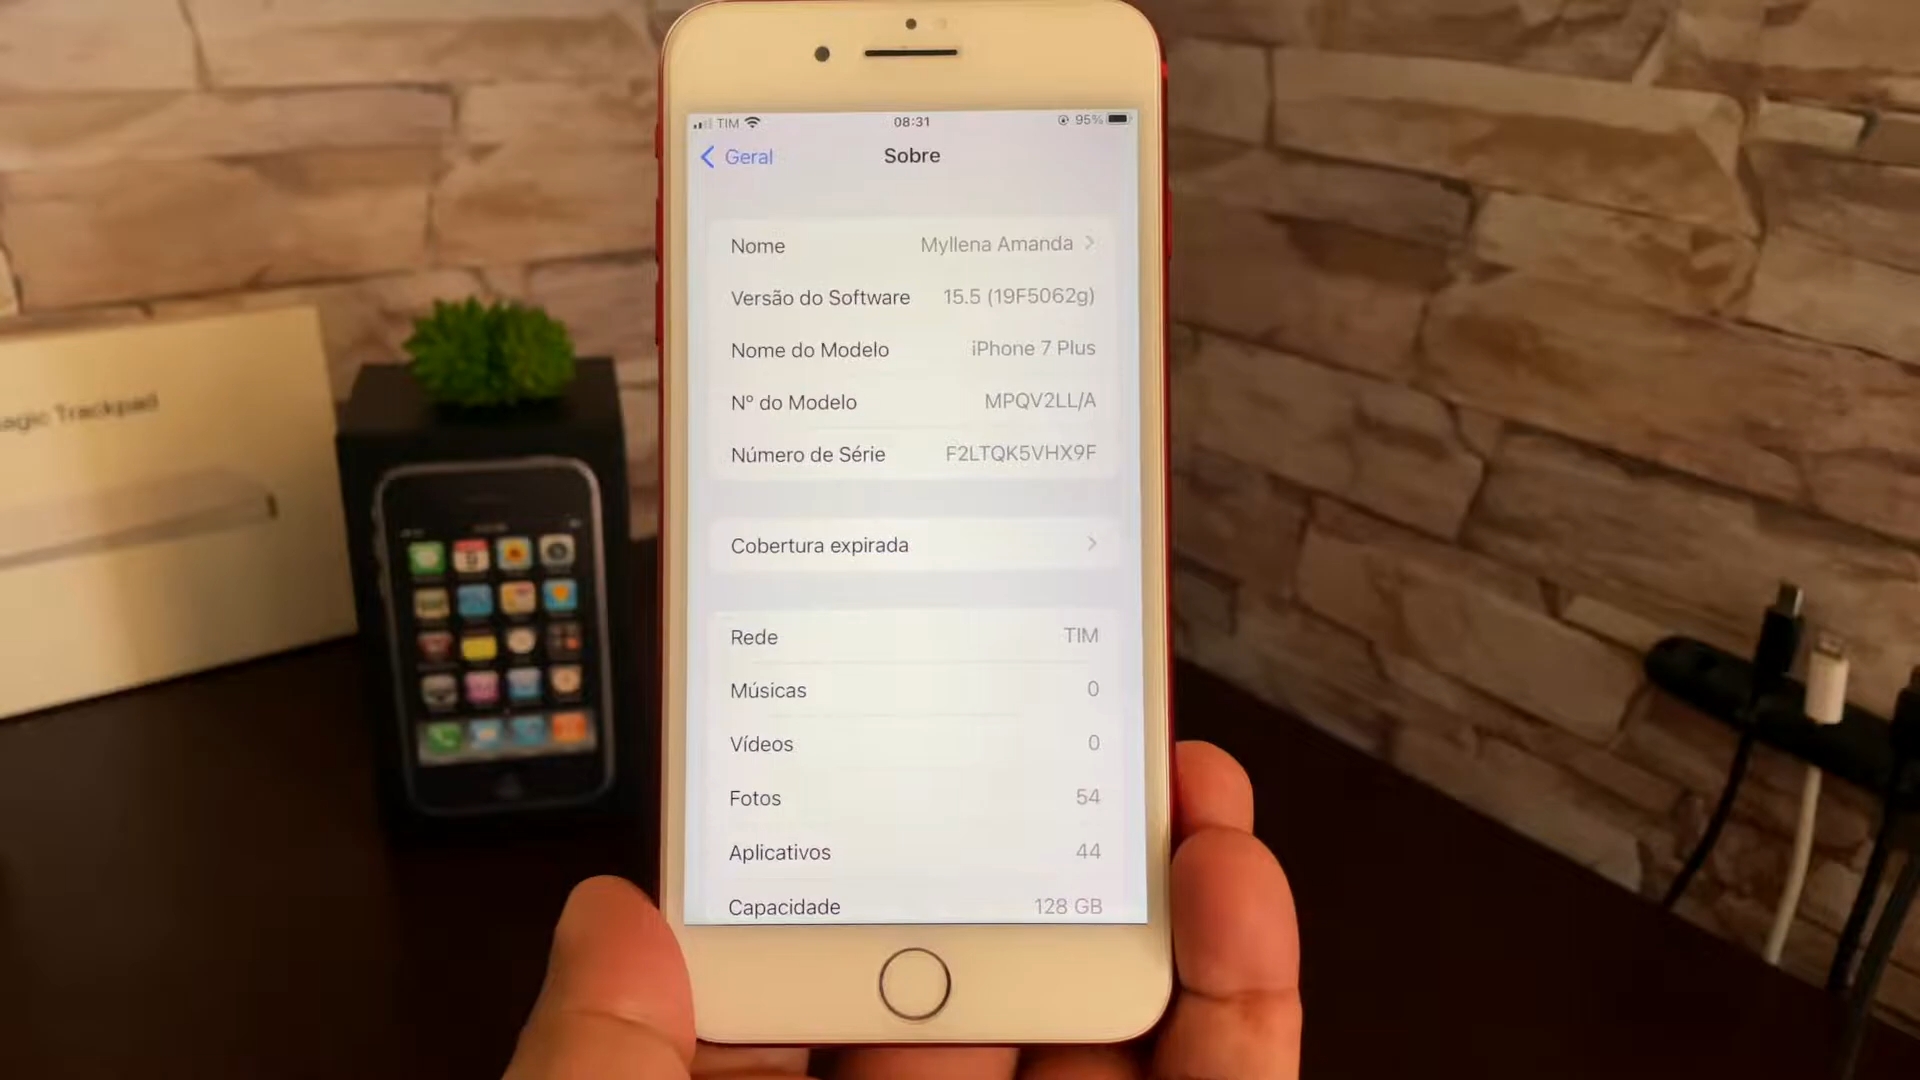 TIM 08:31 95%
Geral Sobre
Nome Myllena Amanda
Versão do Software 15.5 (19F5062g)
Nome do Modelo iPhone 7 Plus
Nº do Modelo MPQV2LL/A
Número de Série F2LTQK5VHX9F
Cobertura expirada
Rede TIM
Músicas 0
Vídeos 0
Fotos 54
Aplicativos 44
Capacidade 128 GB
Trackpad
9